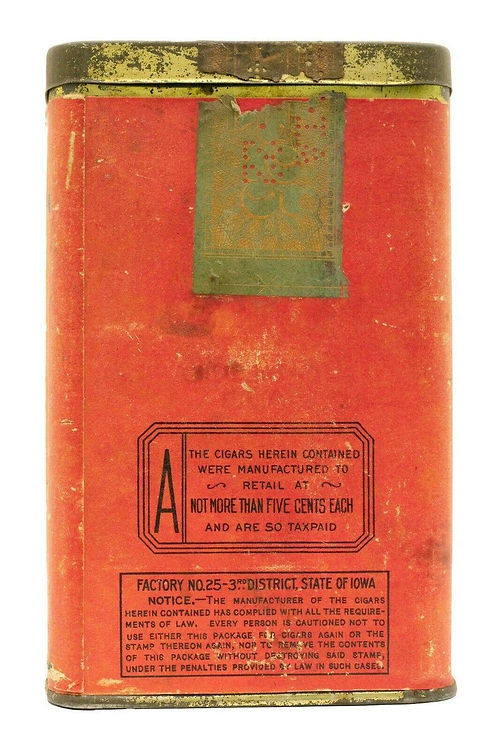 A
THE CIGARS HEREIN CONTAINED
WERE MANUFACTURED TO
RETAIL AT
NOT MORE THAN FIVE CENTS EACH
AND ARE SO TAXPAID
FACTORY NO.25-3RD DISTRICT, STATE OF IOWA
NOTICE.—THE MANUFACTURER OF THE CIGARS
HEREIN CONTAINED HAS COMPLIED WITH ALL THE REQUIRE-
MENTS OF LAW. EVERY PERSON IS CAUTIONED NOT TO
USE EITHER THIS PACKAGE FOR CIGARS AGAIN OR THE
STAMP THEREON AGAIN, NOR TO REMOVE THE CONTENTS
OF THIS PACKAGE WITHOUT DESTROYING SAID STAMP,
UNDER THE PENALTIES PROVIDED BY LAW IN SUCH CASES.